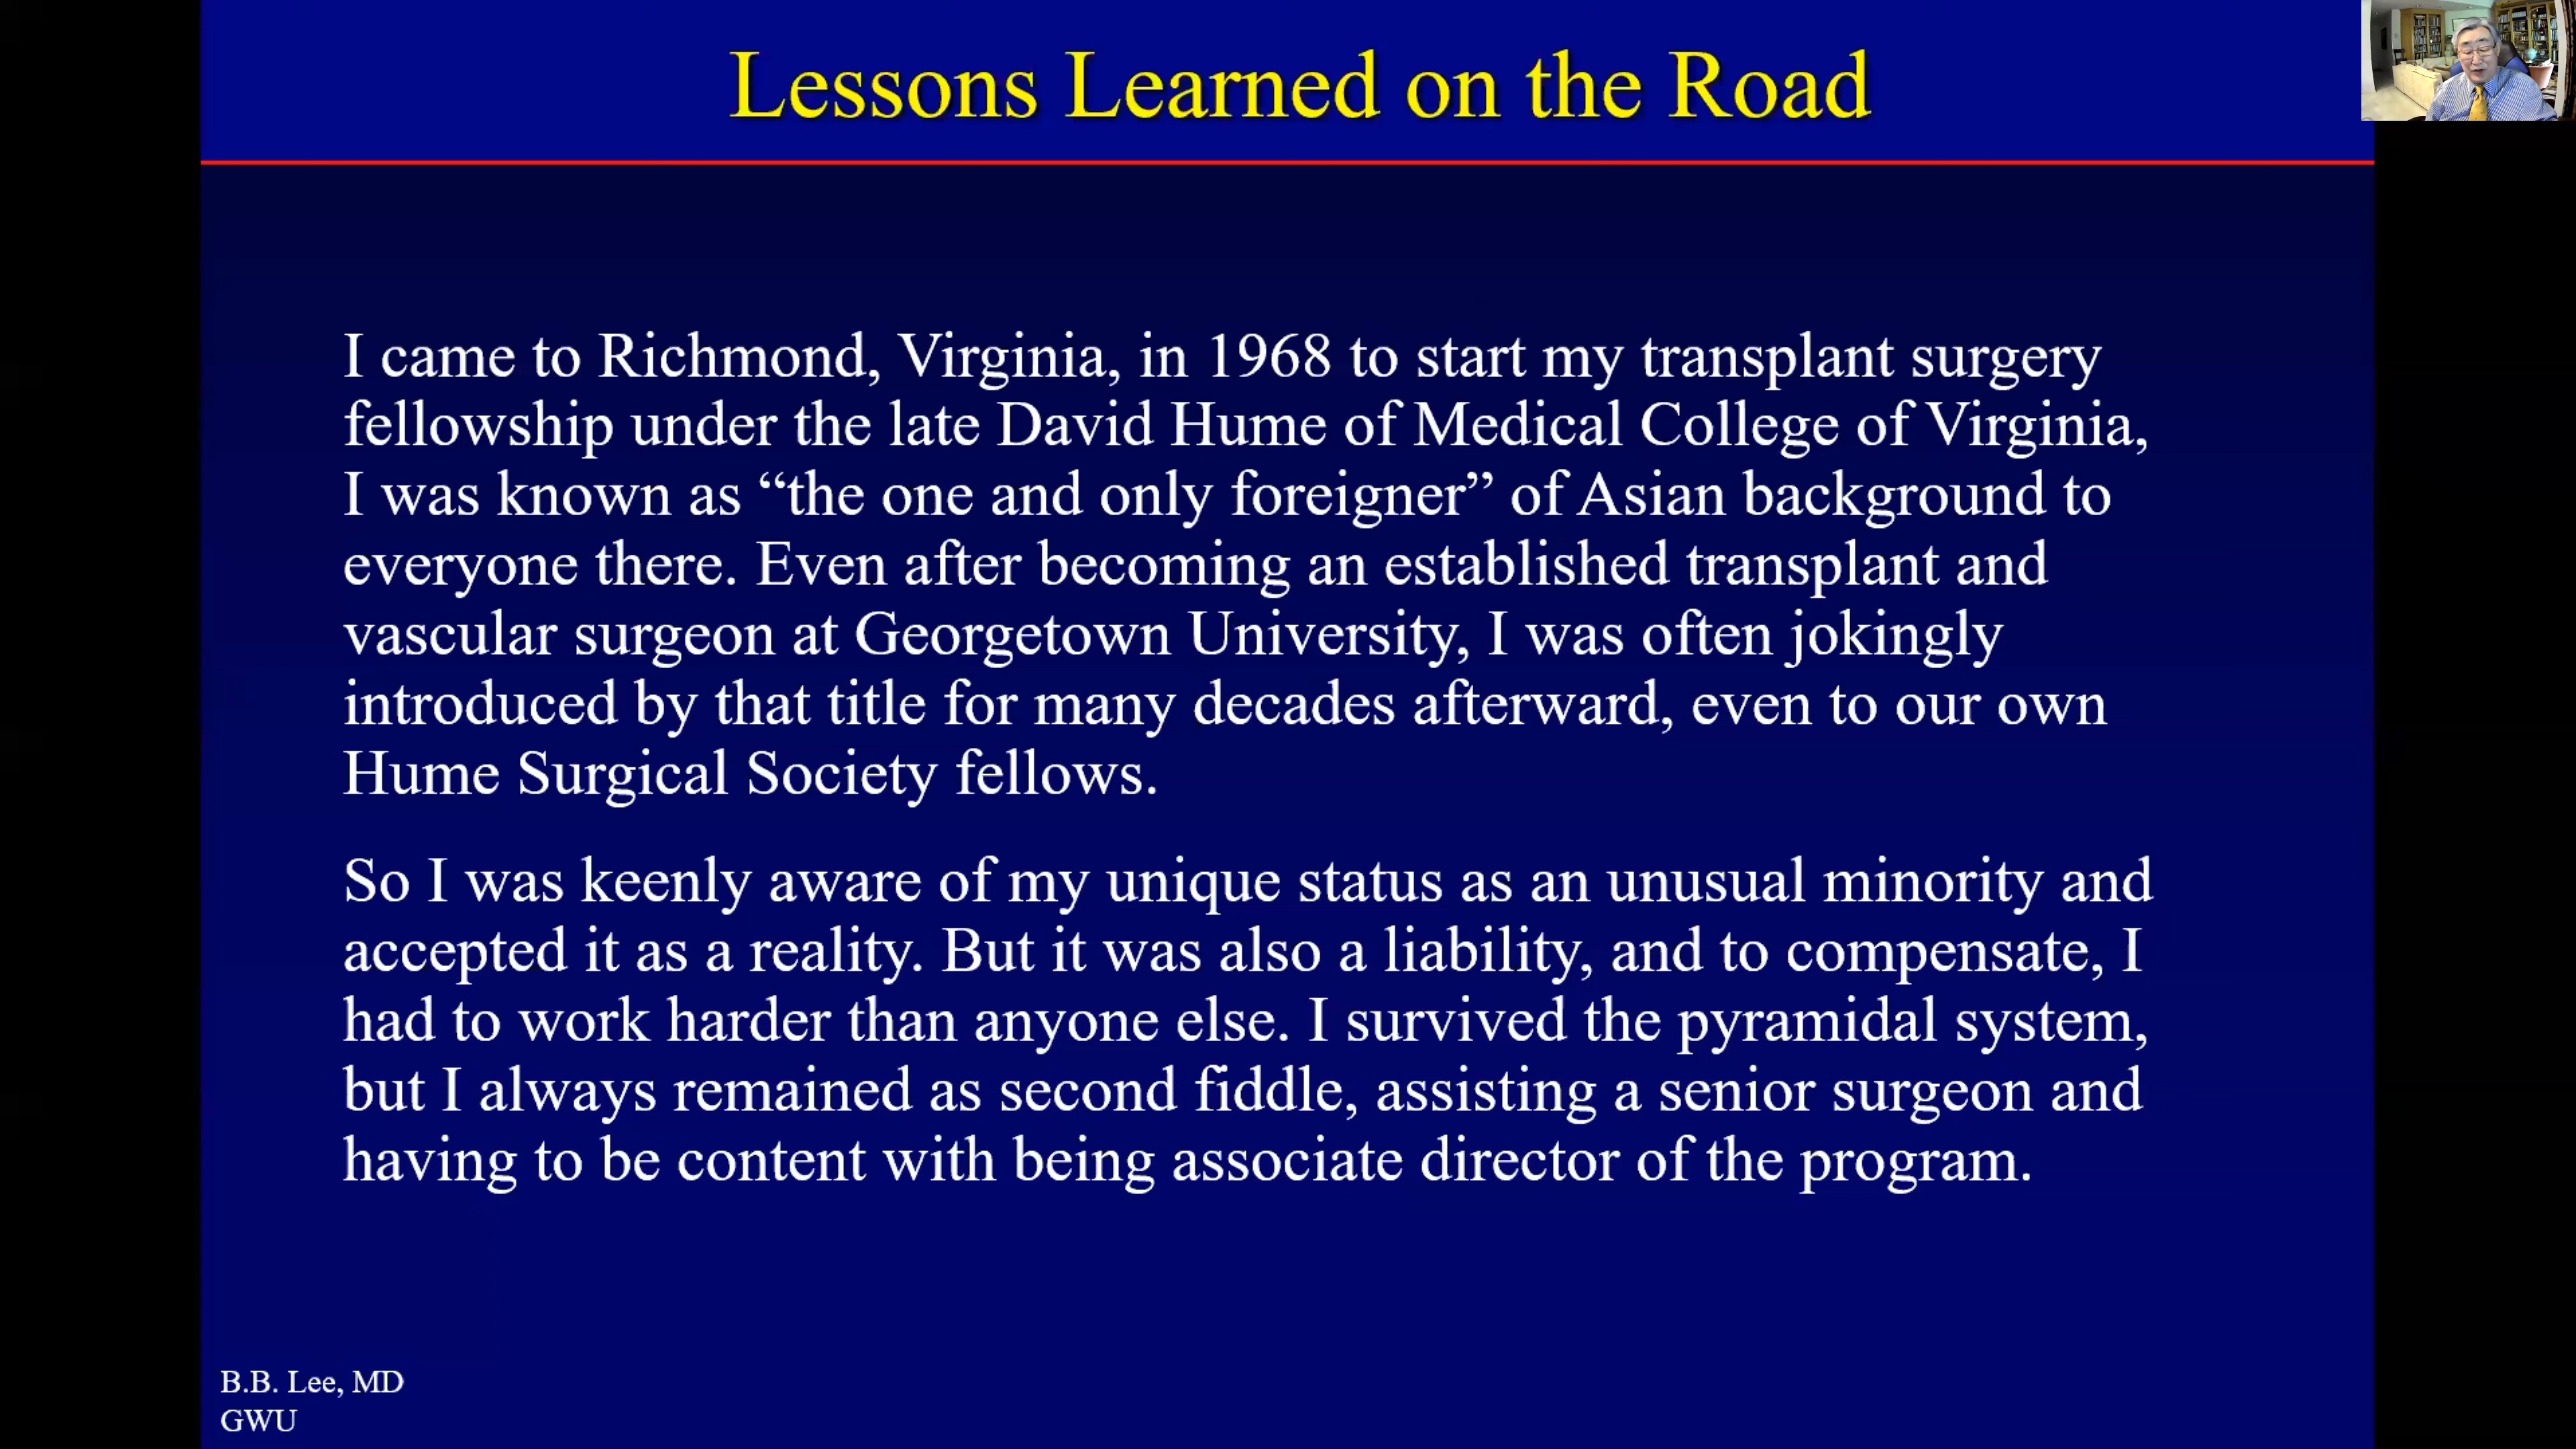 Lessons Learned on the Road
I came to Richmond, Virginia, in 1968 to start my transplant surgery
fellowship under the late David Hume of Medical College of Virginia,
I was known as “the one and only foreigner” of Asian background to
everyone there. Even after becoming an established transplant and
vascular surgeon at Georgetown University, I was often jokingly
introduced by that title for many decades afterward, even to our own
Hume Surgical Society fellows.
So I was keenly aware of my unique status as an unusual minority and
accepted it as a reality. But it was also a liability, and to compensate, I
had to work harder than anyone else. I survived the pyramidal system,
but I always remained as second fiddle, assisting a senior surgeon and
having to be content with being associate director of the program.
B.B. Lee, MD
GWU